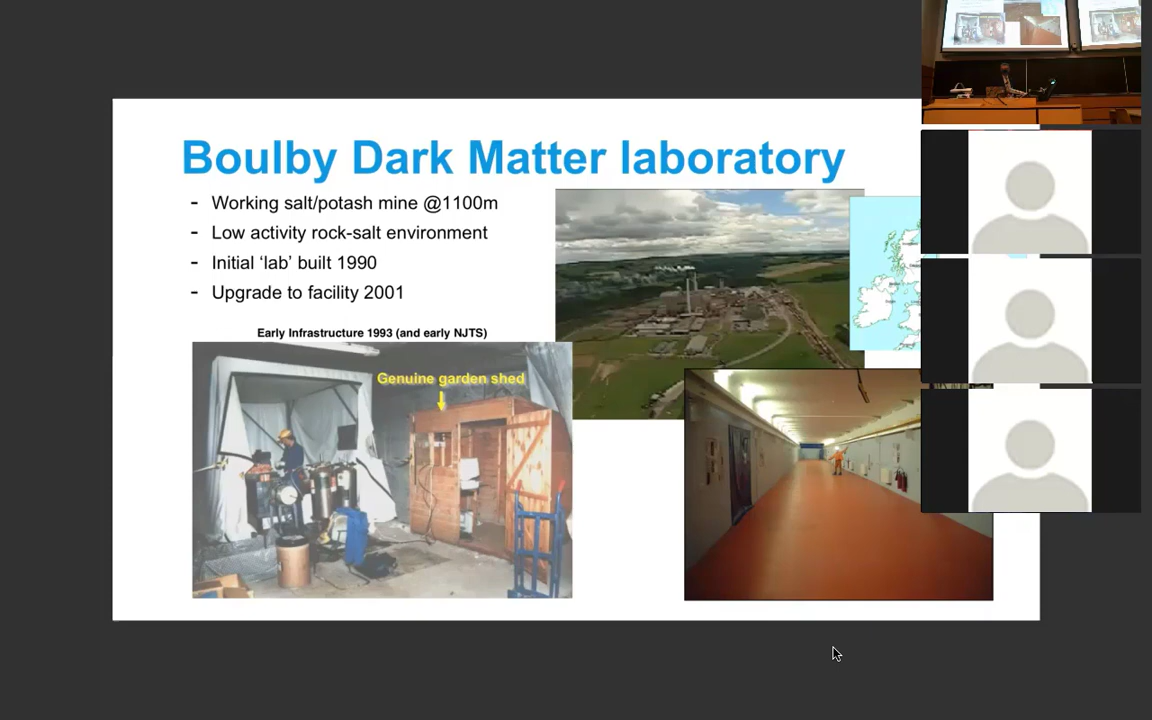 Boulby Dark Matter laboratory
- Working salt/potash mine @1100m
- Low activity rock-salt environment
- Initial ‘lab’ built 1990
- Upgrade to facility 2001
Early Infrastructure 1993 (and early NJTS)
Genuine garden shed